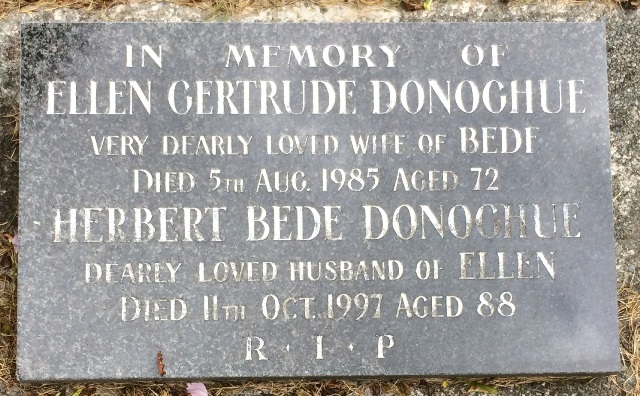 IN MEMORY OF
ELLEN GERTRUDE DONOGHUE
VERY DEARLY LOVED WIFE OF BEDE
DIED 5TH AUG. 1985 AGED 72
HERBERT BEDE DONOGHUE
DEARLY LOVED HUSBAND OF ELLEN
DIED 11TH OCT. 1997 AGED 88
R · I · P